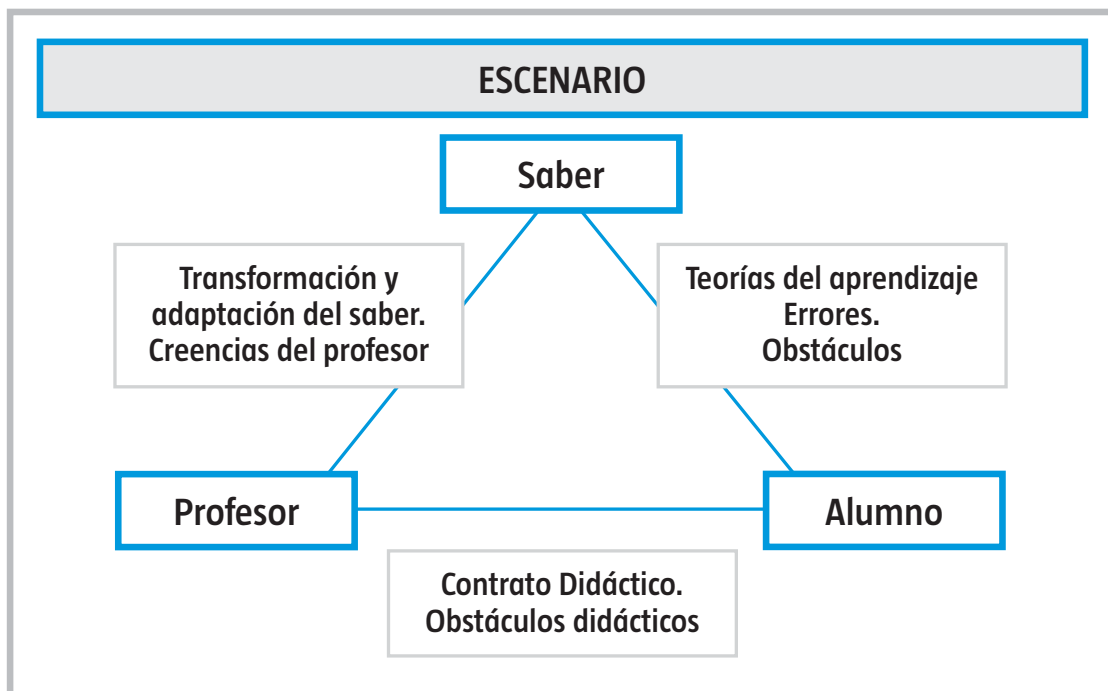 ESCENARIO
Saber
Transformación y
adaptación del saber.
Creencias del profesor
Teorías del aprendizaje
Errores.
Obstáculos
Profesor
Alumno
Contrato Didáctico.
Obstáculos didácticos